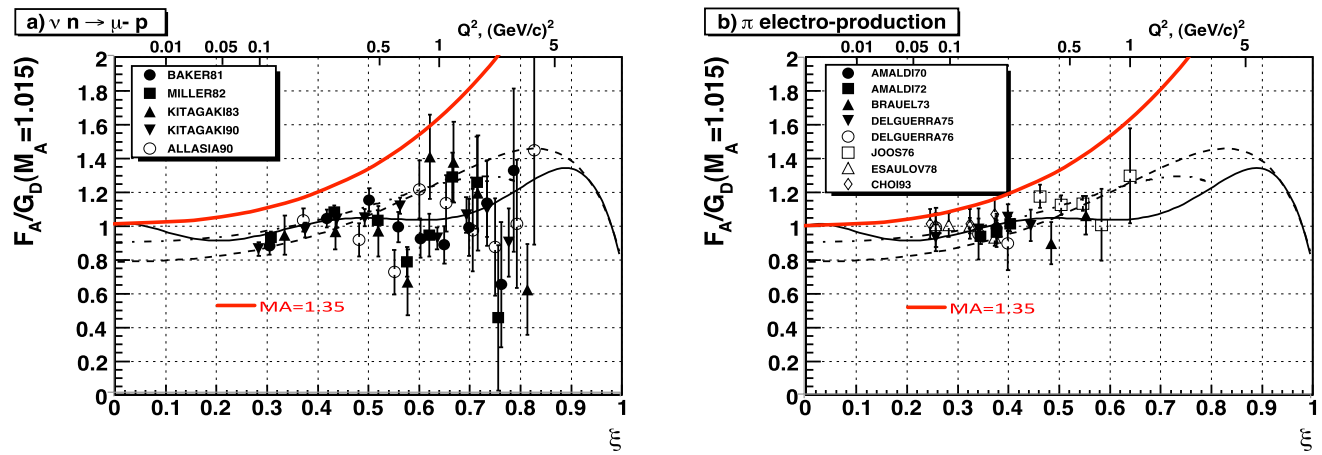 a) ν n → μ- p
Q², (GeV/c)²
0.01 0.05 0.1 0.5 1 5
F_A/G_D(M_A=1.015)
2
1.8
1.6
1.4
1.2
1
0.8
0.6
0.4
0.2
0
BAKER81
MILLER82
KITAGAKI83
KITAGAKI90
ALLASIA90
MA=1;35
0 0.1 0.2 0.3 0.4 0.5 0.6 0.7 0.8 0.9 1
ξ
b) π electro-production
Q², (GeV/c)²
0.01 0.05 0.1 0.5 1 5
F_A/G_D(M_A=1.015)
2
1.8
1.6
1.4
1.2
1
0.8
0.6
0.4
0.2
0
AMALDI70
AMALDI72
BRAUEL73
DELGUERRA75
DELGUERRA76
JOOS76
ESAULOV78
CHOI93
MA=1;35
0 0.1 0.2 0.3 0.4 0.5 0.6 0.7 0.8 0.9 1
ξ